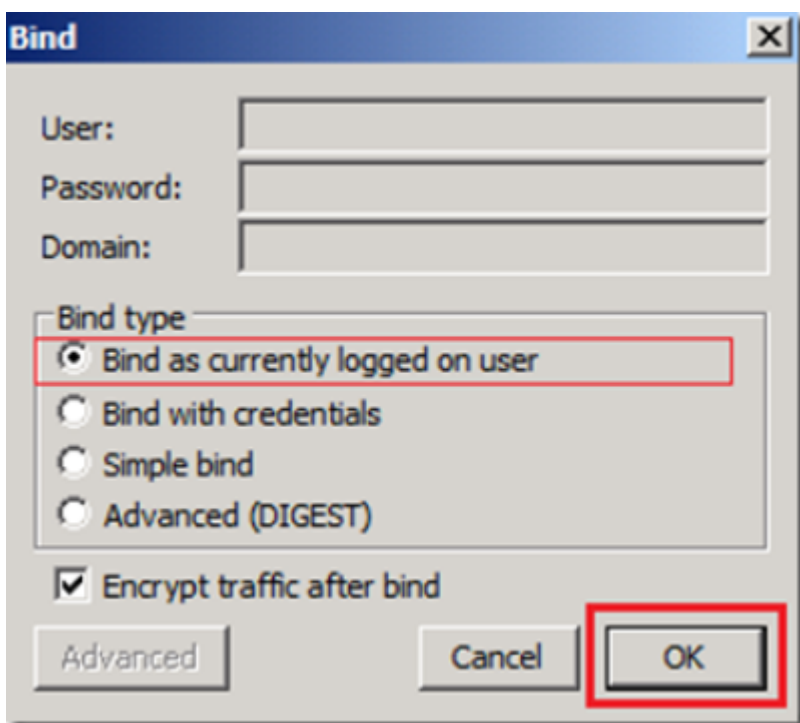 Bind
User:
Password:
Domain:
Bind type
Bind as currently logged on user
Bind with credentials
Simple bind
Advanced (DIGEST)
Encrypt traffic after bind
Advanced Cancel OK